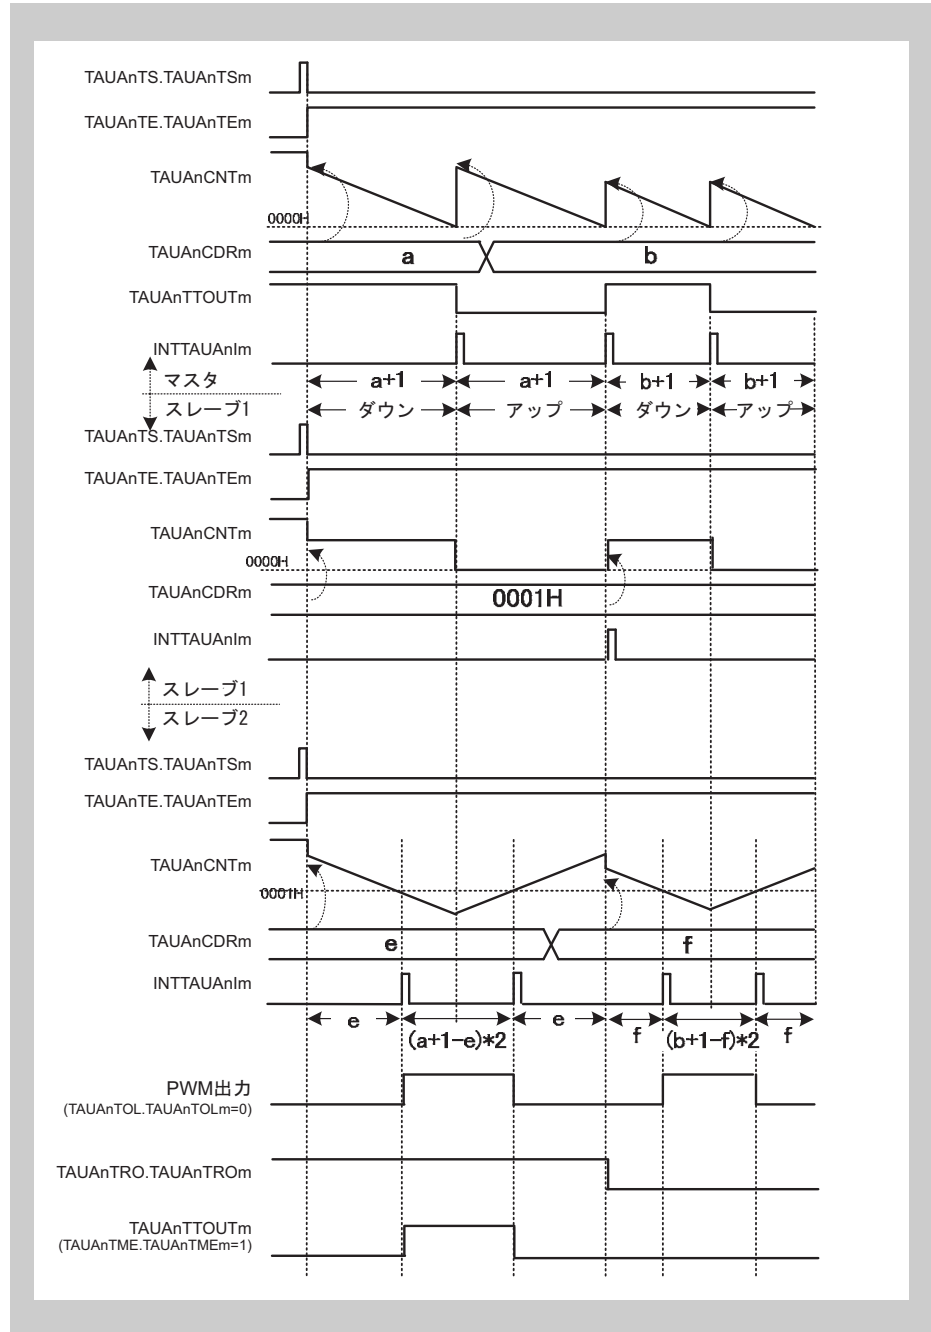 TAUAnTS.TAUAnTSm
TAUAnTE.TAUAnTEm
TAUAnCNTm
0000H
TAUAnCDRm
a
b
TAUAnTTOUTm
INTTAUAnIm
マスタ
a+1
a+1
b+1
b+1
スレーブ1
ダウン
アップ
ダウン
アップ
TAUAnTS.TAUAnTSm
TAUAnTE.TAUAnTEm
TAUAnCNTm
0000H
TAUAnCDRm
0001H
INTTAUAnIm
スレーブ1
スレーブ2
TAUAnTS.TAUAnTSm
TAUAnTE.TAUAnTEm
TAUAnCNTm
0001H
TAUAnCDRm
e
f
INTTAUAnIm
e
(a+1-e)*2
e
f
(b+1-f)*2
f
PWM出力
(TAUAnTOL.TAUAnTOLm=0)
TAUAnTRO.TAUAnTROm
TAUAnTTOUTm
(TAUAnTME.TAUAnTMEm=1)